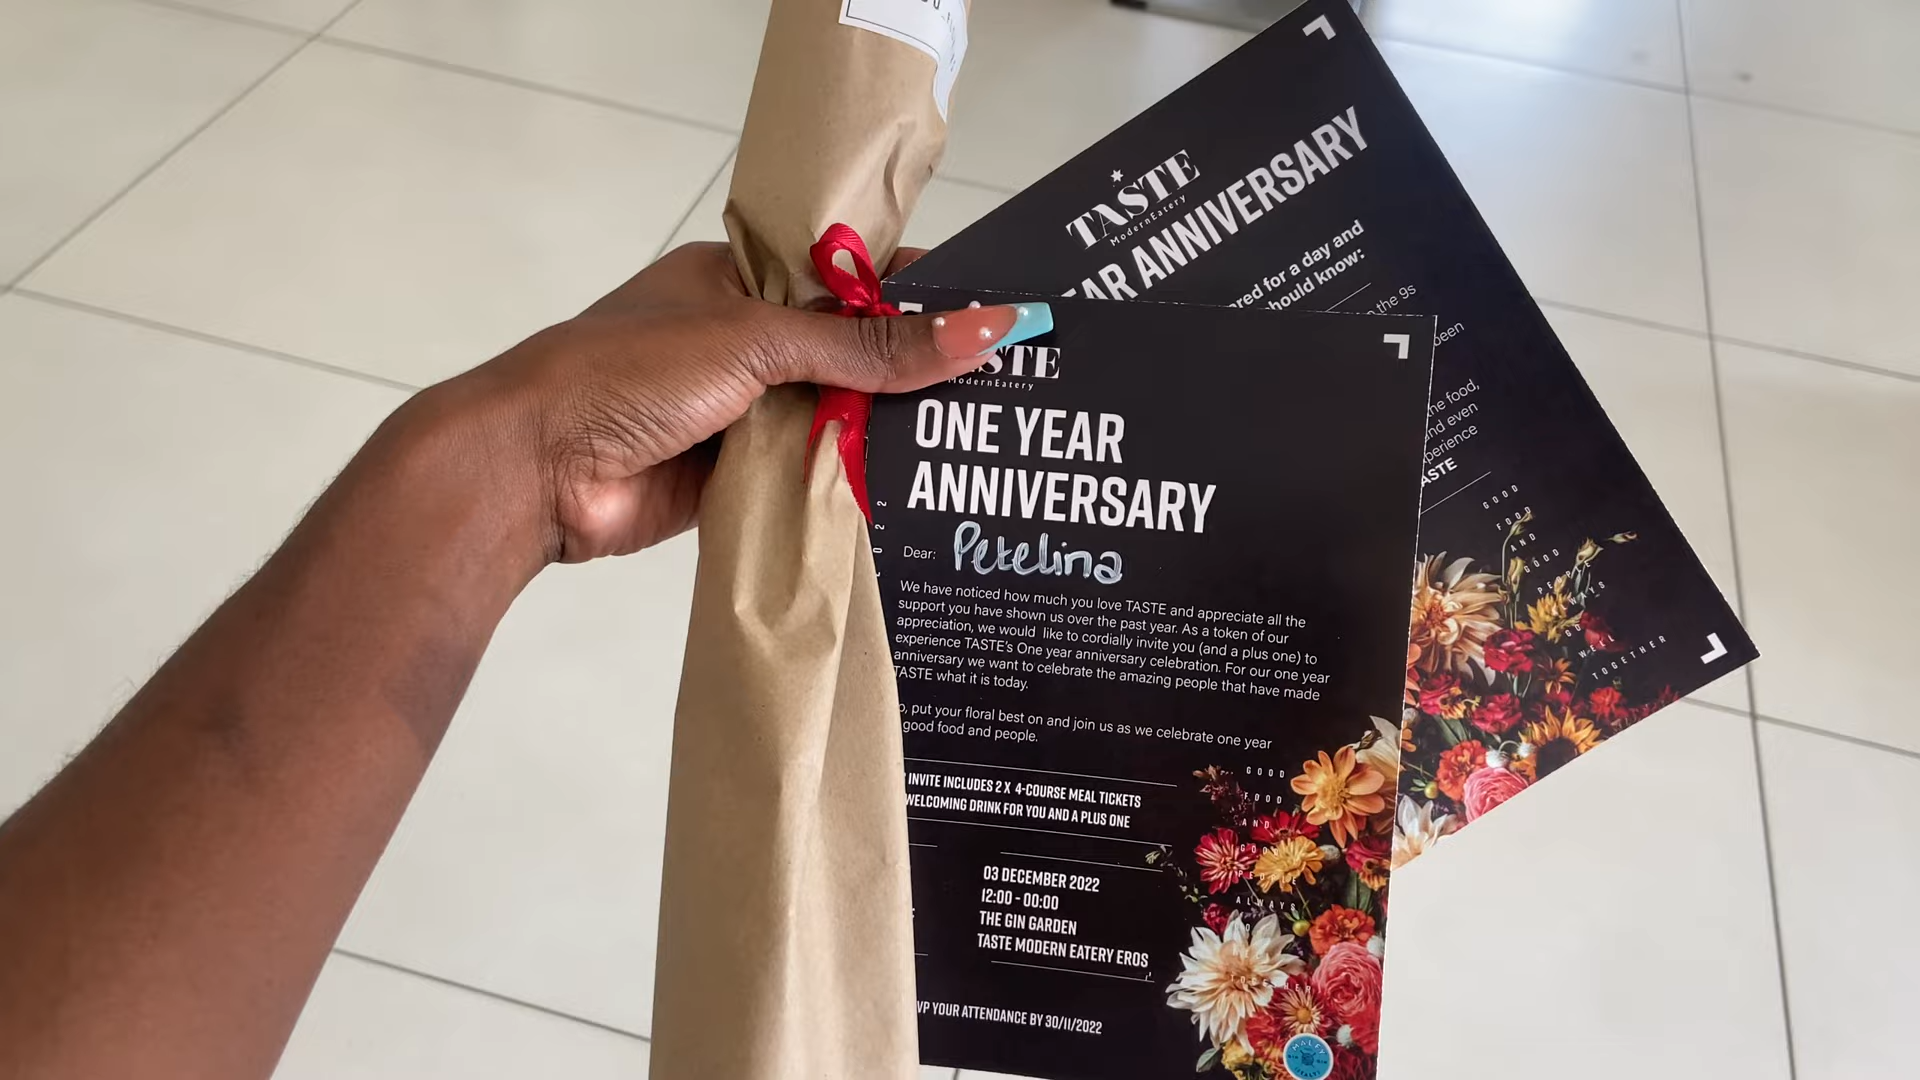 TASTE
ModernEatery
AR ANNIVERSARY
red for a day and
hould know:
the 9s
been
he food,
nd even
perience
ASTE
GOOD
FOOD
AND
GOOD
PEOPLE
WAYS
GO
WELL
TOGETHER
STE
ModernEatery
ONE YEAR
ANNIVERSARY
Dear: Petelina
We have noticed how much you love TASTE and appreciate all the
support you have shown us over the past year. As a token of our
appreciation, we would like to cordially invite you (and a plus one) to
experience TASTE's One year anniversary celebration. For our one year
anniversary we want to celebrate the amazing people that have made
TASTE what it is today.
o, put your floral best on and join us as we celebrate one year
good food and people.
INVITE INCLUDES 2 X 4-COURSE MEAL TICKETS
WELCOMING DRINK FOR YOU AND A PLUS ONE
03 DECEMBER 2022
12:00 - 00:00
THE GIN GARDEN
TASTE MODERN EATERY EROS
VP YOUR ATTENDANCE BY 30/11/2022
GOOD
FOOD
AND
GOOD
PEOPLE
ALWAYS
GO
TOGETHER
MALFY